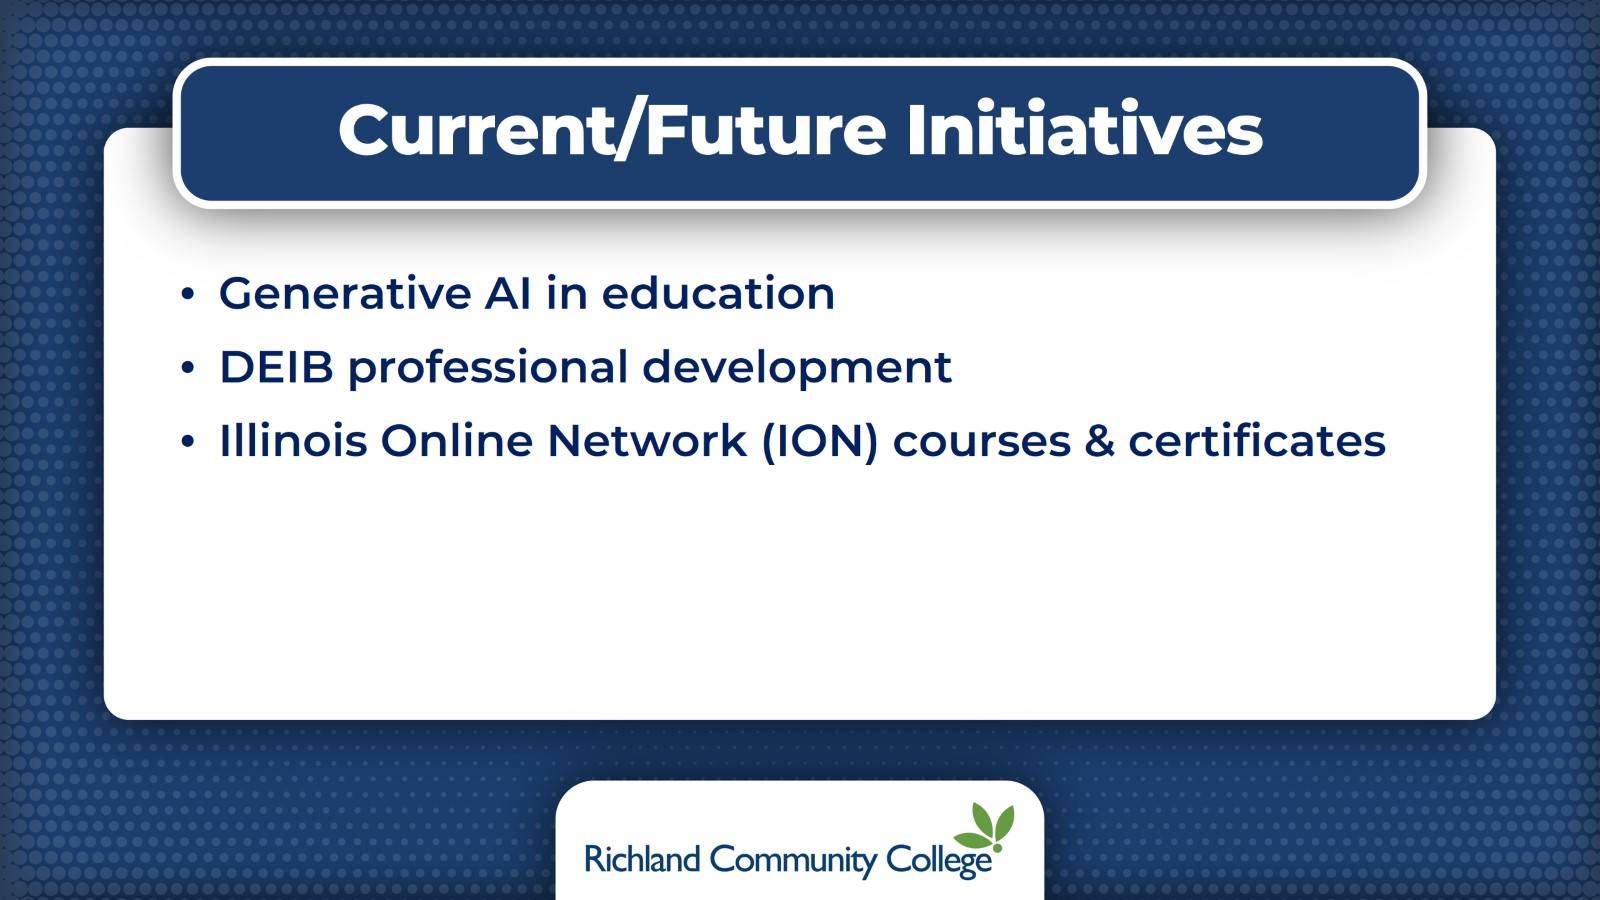 Current/Future Initiatives
• Generative AI in education
• DEIB professional development
• Illinois Online Network (ION) courses & certificates
Richland Community College